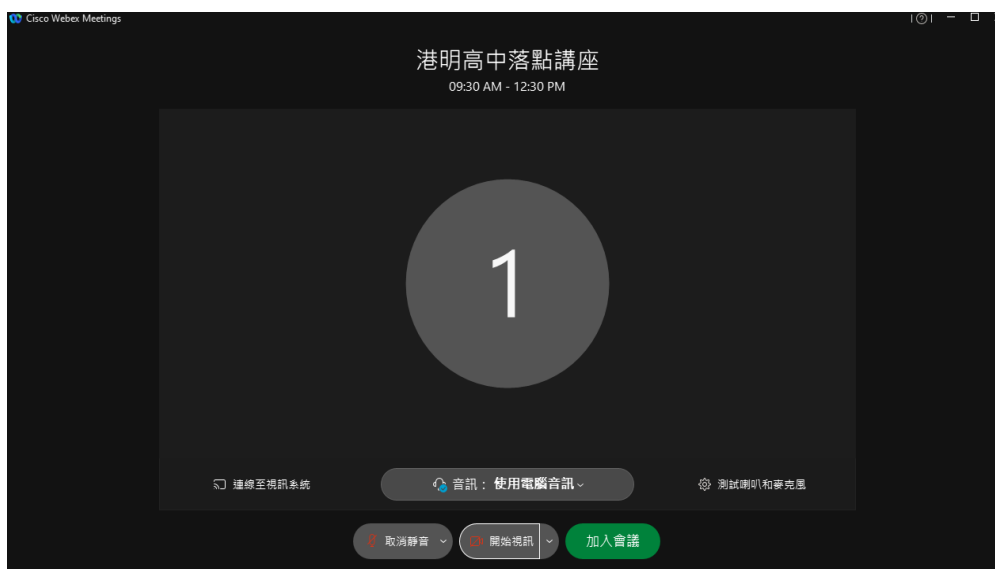 Cisco Webex Meetings
港明高中落點講座
09:30 AM - 12:30 PM
1
連線至視訊系統
音訊： 使用電腦音訊
測試喇叭和麥克風
取消靜音
開始視訊
加入會議